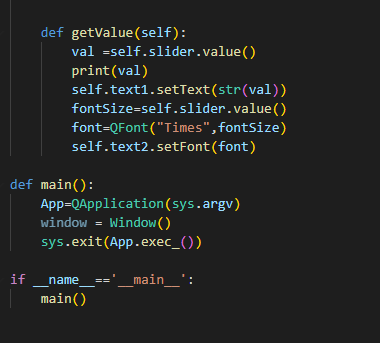 def getValue(self):
    val =self.slider.value()
    print(val)
    self.text1.setText(str(val))
    fontSize=self.slider.value()
    font=QFont("Times",fontSize)
    self.text2.setFont(font)
def main():
    App=QApplication(sys.argv)
    window = Window()
    sys.exit(App.exec_())
if __name__=='__main__':
    main()